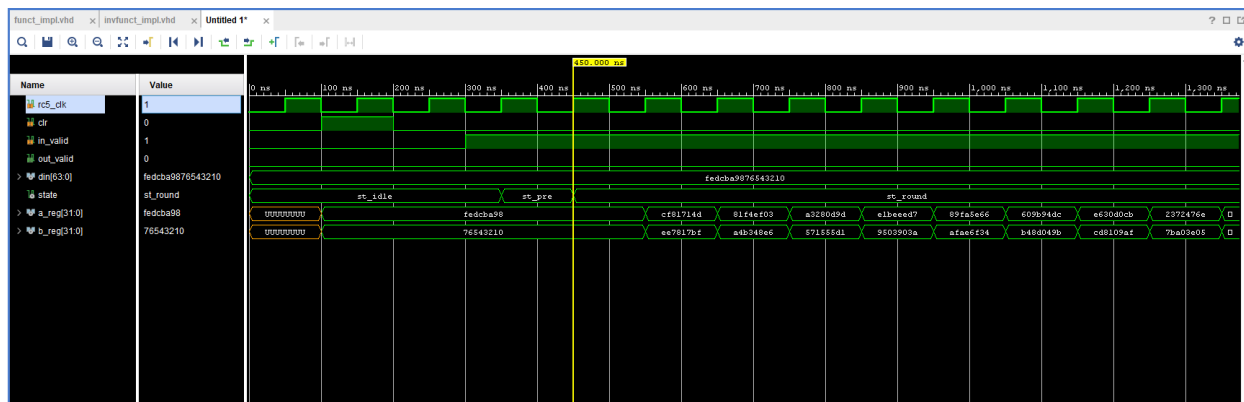 funct_impl.vhd × invfunct_impl.vhd × Untitled 1* ×
450.000 ns
Name Value
0 ns 100 ns 200 ns 300 ns 400 ns 500 ns 600 ns 700 ns 800 ns 900 ns 1,000 ns 1,100 ns 1,200 ns 1,300 ns
rc5_clk 1
clr 0
in_valid 1
out_valid 0
din[63:0] fedcba9876543210 fedcba9876543210
state st_round st_idle st_pre st_round
a_reg[31:0] fedcba98 UUUUUUUU fedcba98 cf81714d 81f4ef03 a3280d9d e1beeed7 89fa5e66 609b94dc e630d0cb 2372476e
b_reg[31:0] 76543210 UUUUUUUU 76543210 ee7817bf a4b348e6 571555d1 9503903a afae6f34 b48d049b cd8109af 7ba03e05